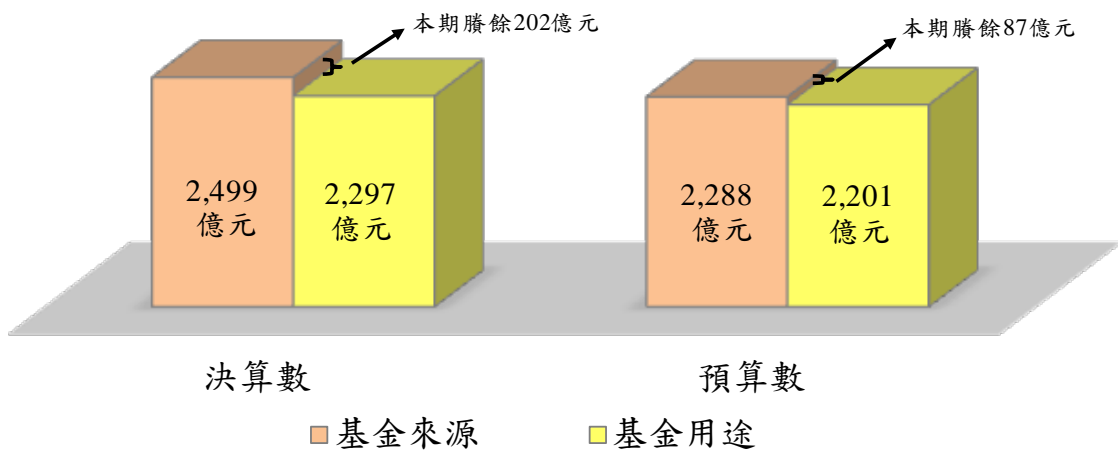 本期賸餘202億元
本期賸餘87億元
2,499
億元
2,297
億元
2,288
億元
2,201
億元
決算數
預算數
基金來源
基金用途